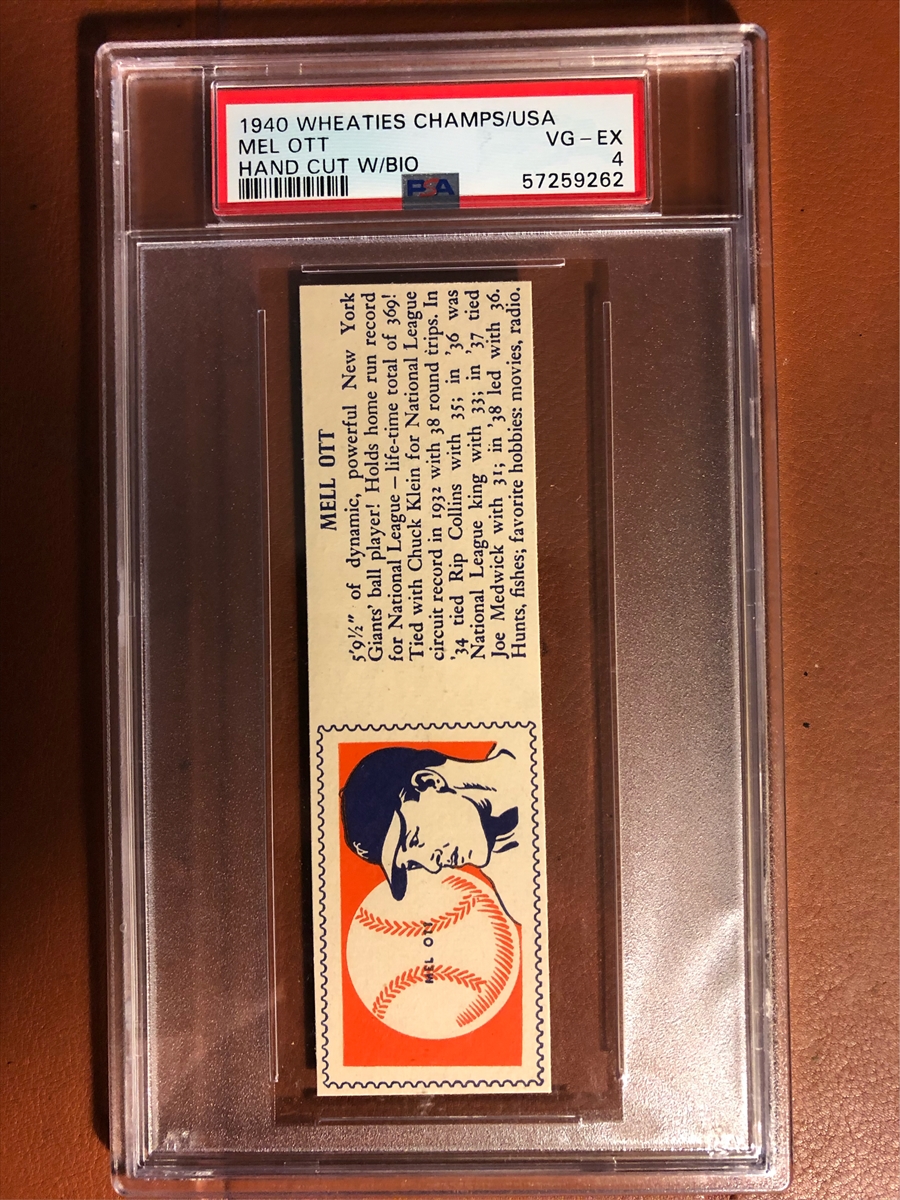 1940 WHEATIES CHAMPS/USA
MEL OTT VG - EX
HAND CUT W/BIO 4
PSA 57259262
MELL OTT
5'9½" of dynamic, powerful New York
Giants' ball player! Holds home run record
for National League – life-time total of 369!
Tied with Chuck Klein for National League
circuit record in 1932 with 38 round trips. In
'34 tied Rip Collins with 35; in '36 was
National League king with 33; in '37 tied
Joe Medwick with 31; in '38 led with 36.
Hunts, fishes; favorite hobbies: movies, radio.
MEL OTT